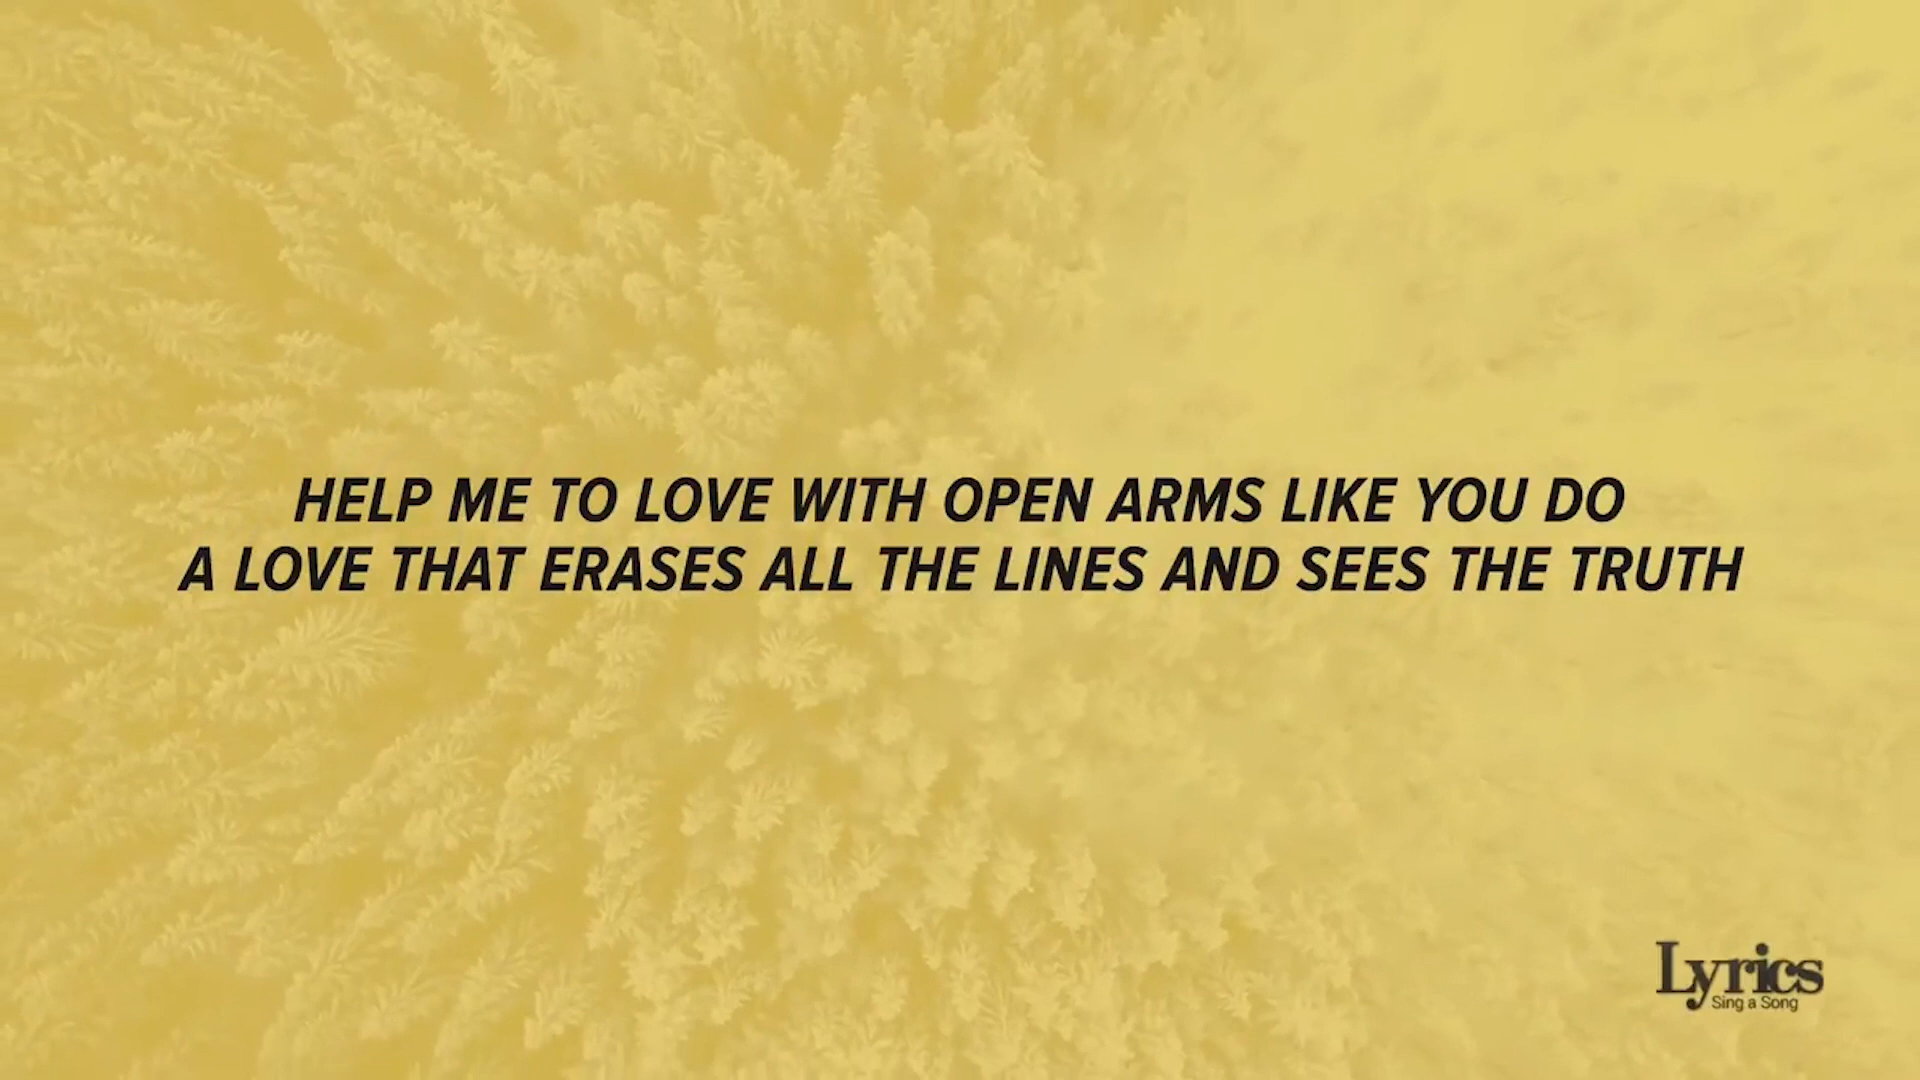 HELP ME TO LOVE WITH OPEN ARMS LIKE YOU DO
A LOVE THAT ERASES ALL THE LINES AND SEES THE TRUTH
Lyrics
Sing a Song